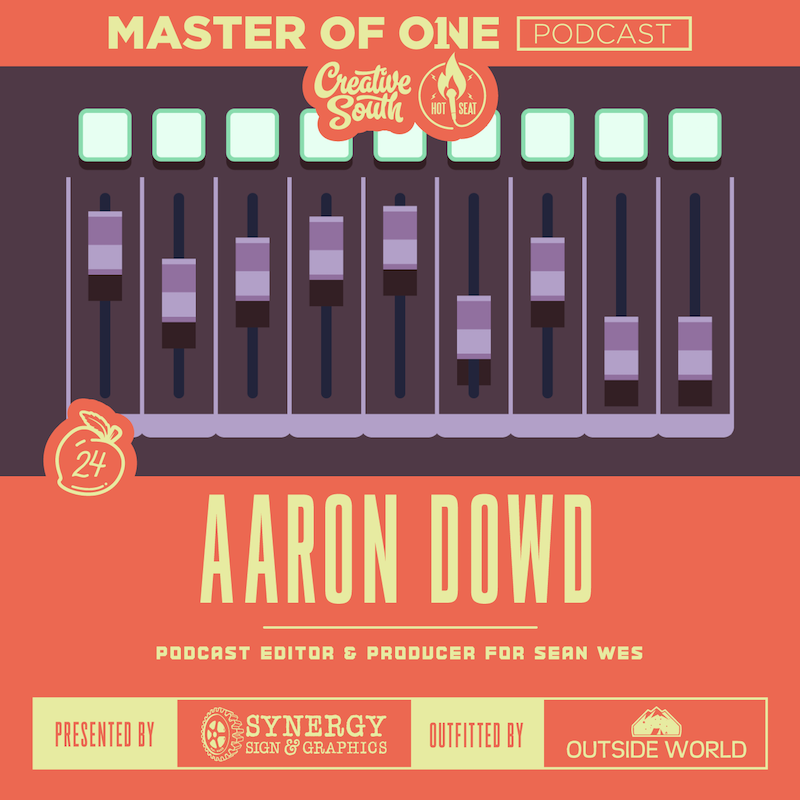 MASTER OF ONE PODCAST
Creative
South
HOT SEAT
24
AARON DOWD
PODCAST EDITOR & PRODUCER FOR SEAN WES
PRESENTED BY
SYNERGY
SIGN & GRAPHICS
OUTFITTED BY
OUTSIDE WORLD